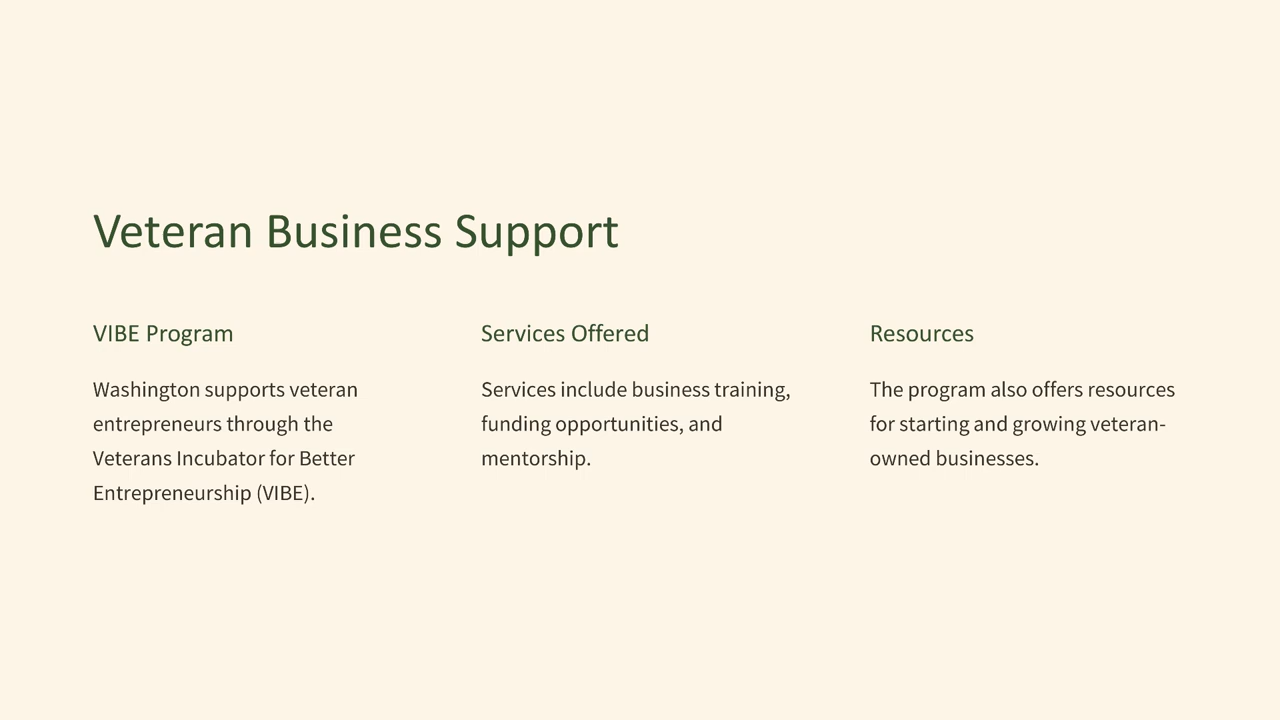 Veteran Business Support
VIBE Program
Washington supports veteran
entrepreneurs through the
Veterans Incubator for Better
Entrepreneurship (VIBE).
Services Offered
Services include business training,
funding opportunities, and
mentorship.
Resources
The program also offers resources
for starting and growing veteran-
owned businesses.